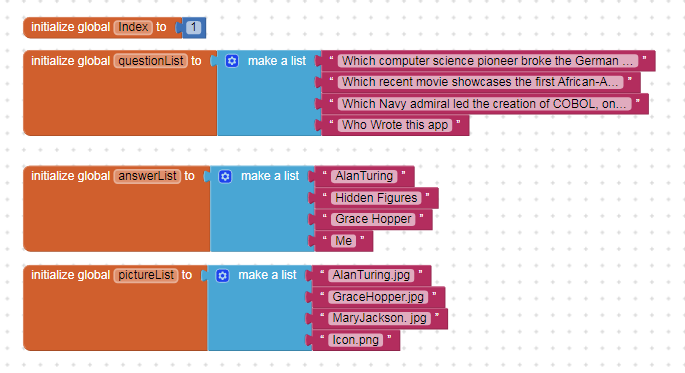 initialize global Index to 1
initialize global questionList to make a list " Which computer science pioneer broke the German ... "
" Which recent movie showcases the first African-A... "
" Which Navy admiral led the creation of COBOL, on... "
" Who Wrote this app "
initialize global answerList to make a list " AlanTuring "
" Hidden Figures "
" Grace Hopper "
" Me "
initialize global pictureList to make a list " AlanTuring.jpg "
" GraceHopper.jpg "
" MaryJackson. jpg "
" Icon.png "